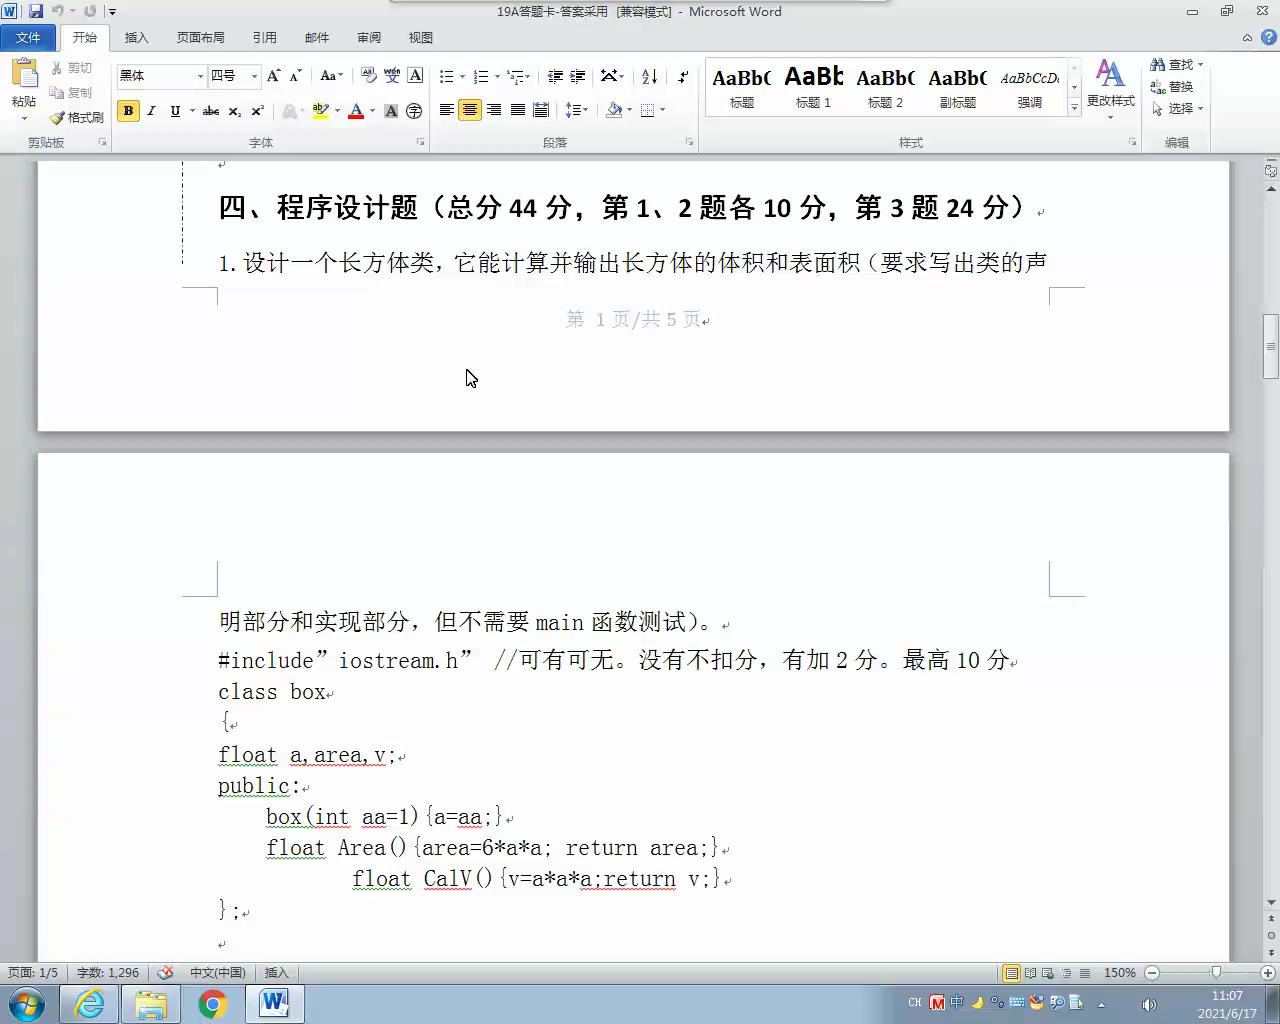 19A答题卡-答案采用 [兼容模式] - Microsoft Word
文件 开始 插入 页面布局 引用 邮件 审阅 视图
剪切
复制
格式刷
粘贴
黑体 四号
AaBbC AaBb AaBbC AaBbC AaBbCcD
标题 标题 1 标题 2 副标题 强调
更改样式
查找
替换
选择
剪贴板 字体 段落 样式 编辑
四、程序设计题（总分 44 分，第 1、2 题各 10 分，第 3 题 24 分）
1.设计一个长方体类，它能计算并输出长方体的体积和表面积（要求写出类的声
第 1 页/共 5 页
明部分和实现部分，但不需要 main 函数测试）。
#include”iostream.h” //可有可无。没有不扣分，有加 2 分。最高 10 分
class box
{
float a,area,v;
public:
box(int aa=1){a=aa;}
float Area(){area=6*a*a; return area;}
float CalV(){v=a*a*a;return v;}
};
页面: 1/5 字数: 1,296 中文(中国) 插入 150%
CH 中 11:07
2021/6/17